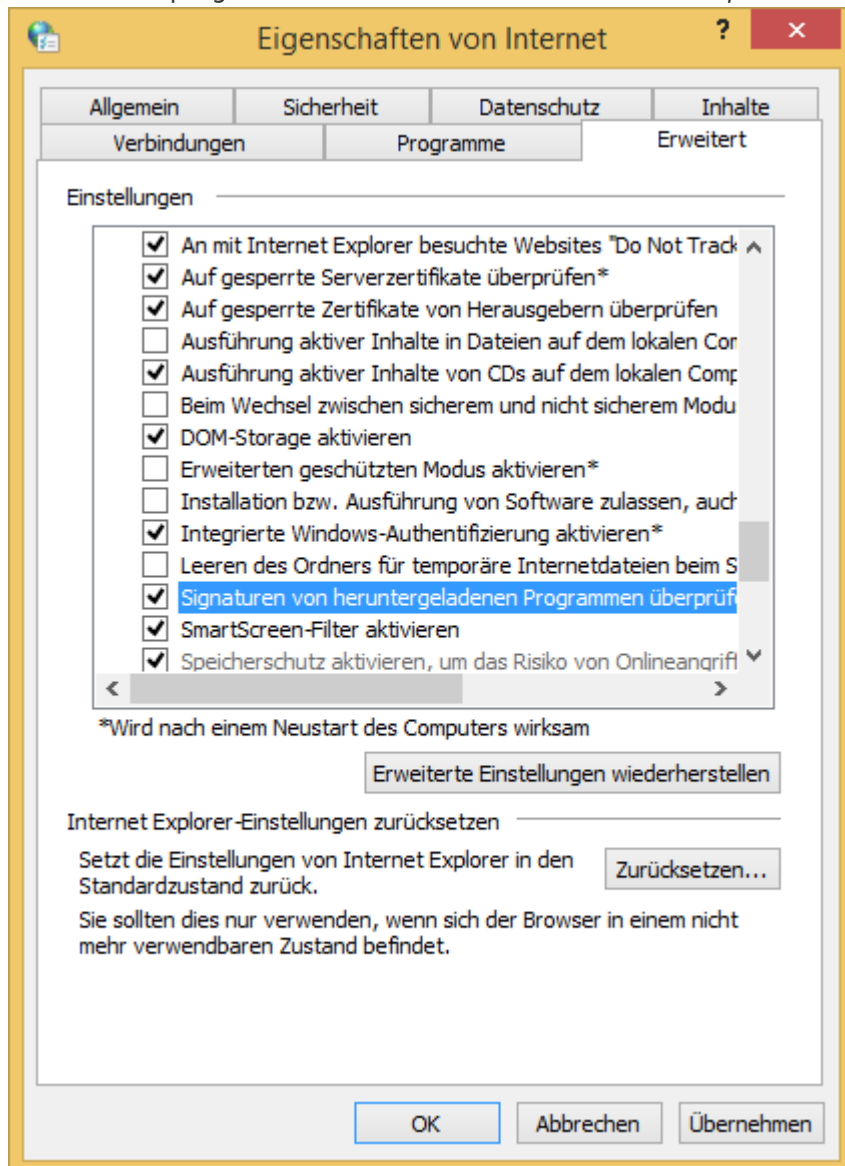 Eigenschaften von Internet ?
Allgemein Sicherheit Datenschutz Inhalte
Verbindungen Programme Erweitert
Einstellungen
An mit Internet Explorer besuchte Websites "Do Not Track
Auf gesperrte Serverzertifikate überprüfen*
Auf gesperrte Zertifikate von Herausgebern überprüfen
Ausführung aktiver Inhalte in Dateien auf dem lokalen Com
Ausführung aktiver Inhalte von CDs auf dem lokalen Comp
Beim Wechsel zwischen sicherem und nicht sicherem Modu
DOM-Storage aktivieren
Erweiterten geschützten Modus aktivieren*
Installation bzw. Ausführung von Software zulassen, auch
Integrierte Windows-Authentifizierung aktivieren*
Leeren des Ordners für temporäre Internetdateien beim S
Signaturen von heruntergeladenen Programmen überprüfe
SmartScreen-Filter aktivieren
Speicherschutz aktivieren, um das Risiko von Onlineangriff
*Wird nach einem Neustart des Computers wirksam
Erweiterte Einstellungen wiederherstellen
Internet Explorer-Einstellungen zurücksetzen
Setzt die Einstellungen von Internet Explorer in den
Standardzustand zurück.
Zurücksetzen...
Sie sollten dies nur verwenden, wenn sich der Browser in einem nicht
mehr verwendbaren Zustand befindet.
OK Abbrechen Übernehmen